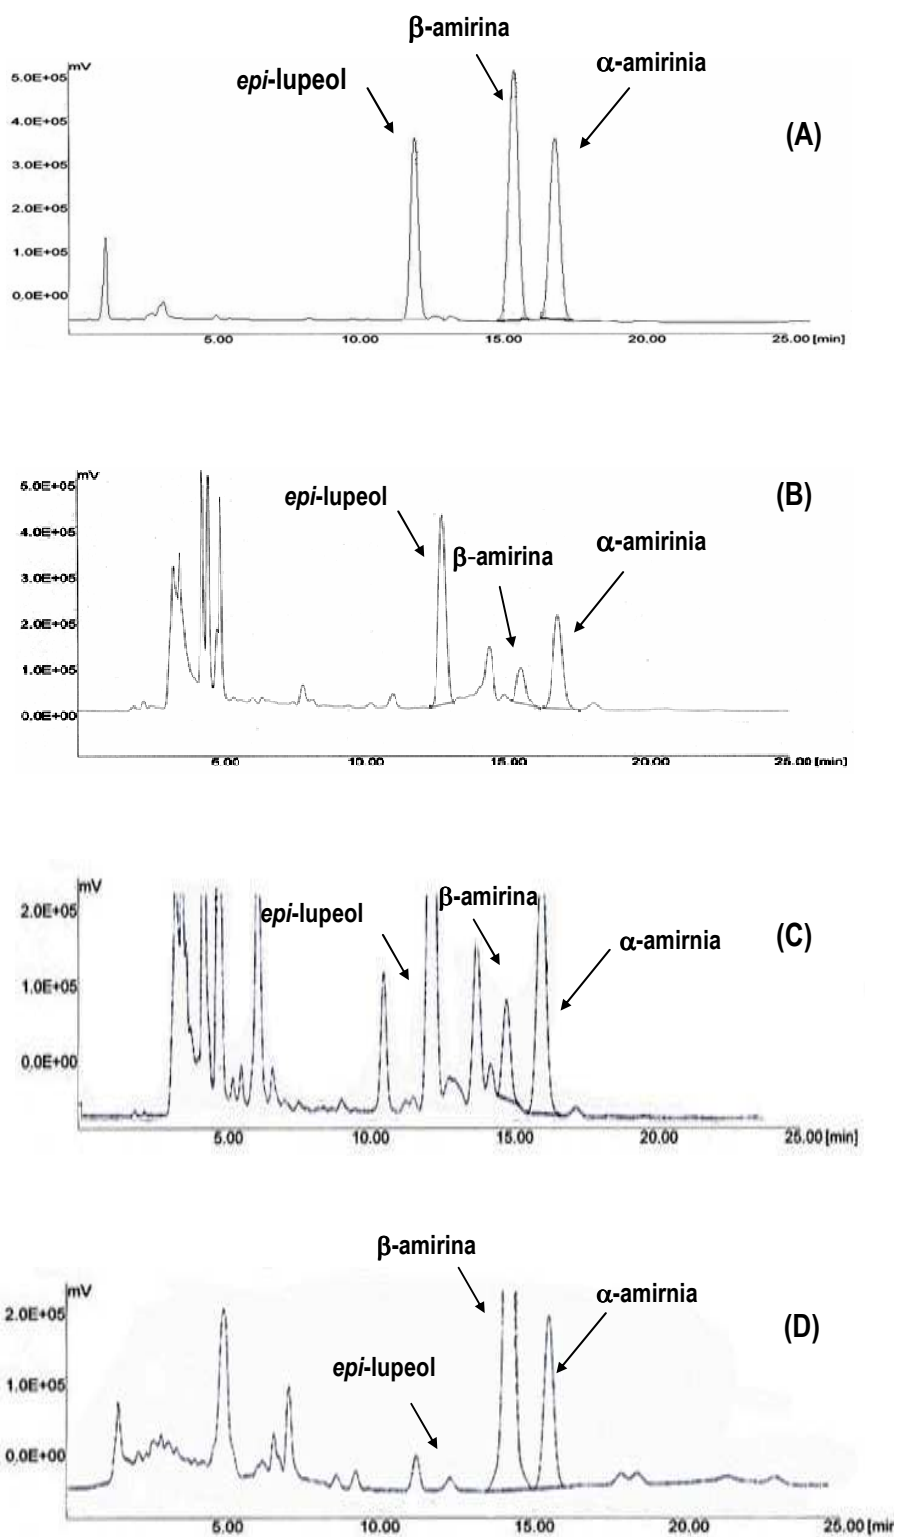 β-amirina
epi-lupeol
α-amirinia
(A)
mV
5.0E+05
4.0E+05
3.0E+05
2.0E+05
1.0E+05
0.0E+00
5.00 10.00 15.00 20.00 25.00 [min]
(B)
epi-lupeol
β-amirina
α-amirinia
mV
5.0E+05
4.0E+05
3.0E+05
2.0E+05
1.0E+05
0.0E+00
5.00 10.00 15.00 20.00 25.00 [min]
epi-lupeol
β-amirina
α-amirnia
(C)
mV
2.0E+05
1.0E+05
0.0E+00
5.00 10.00 15.00 20.00 25.00 [min]
β-amirina
α-amirnia
(D)
epi-lupeol
mV
2.0E+05
1.0E+05
0.0E+00
5.00 10.00 15.00 20.00 25.00 [mir